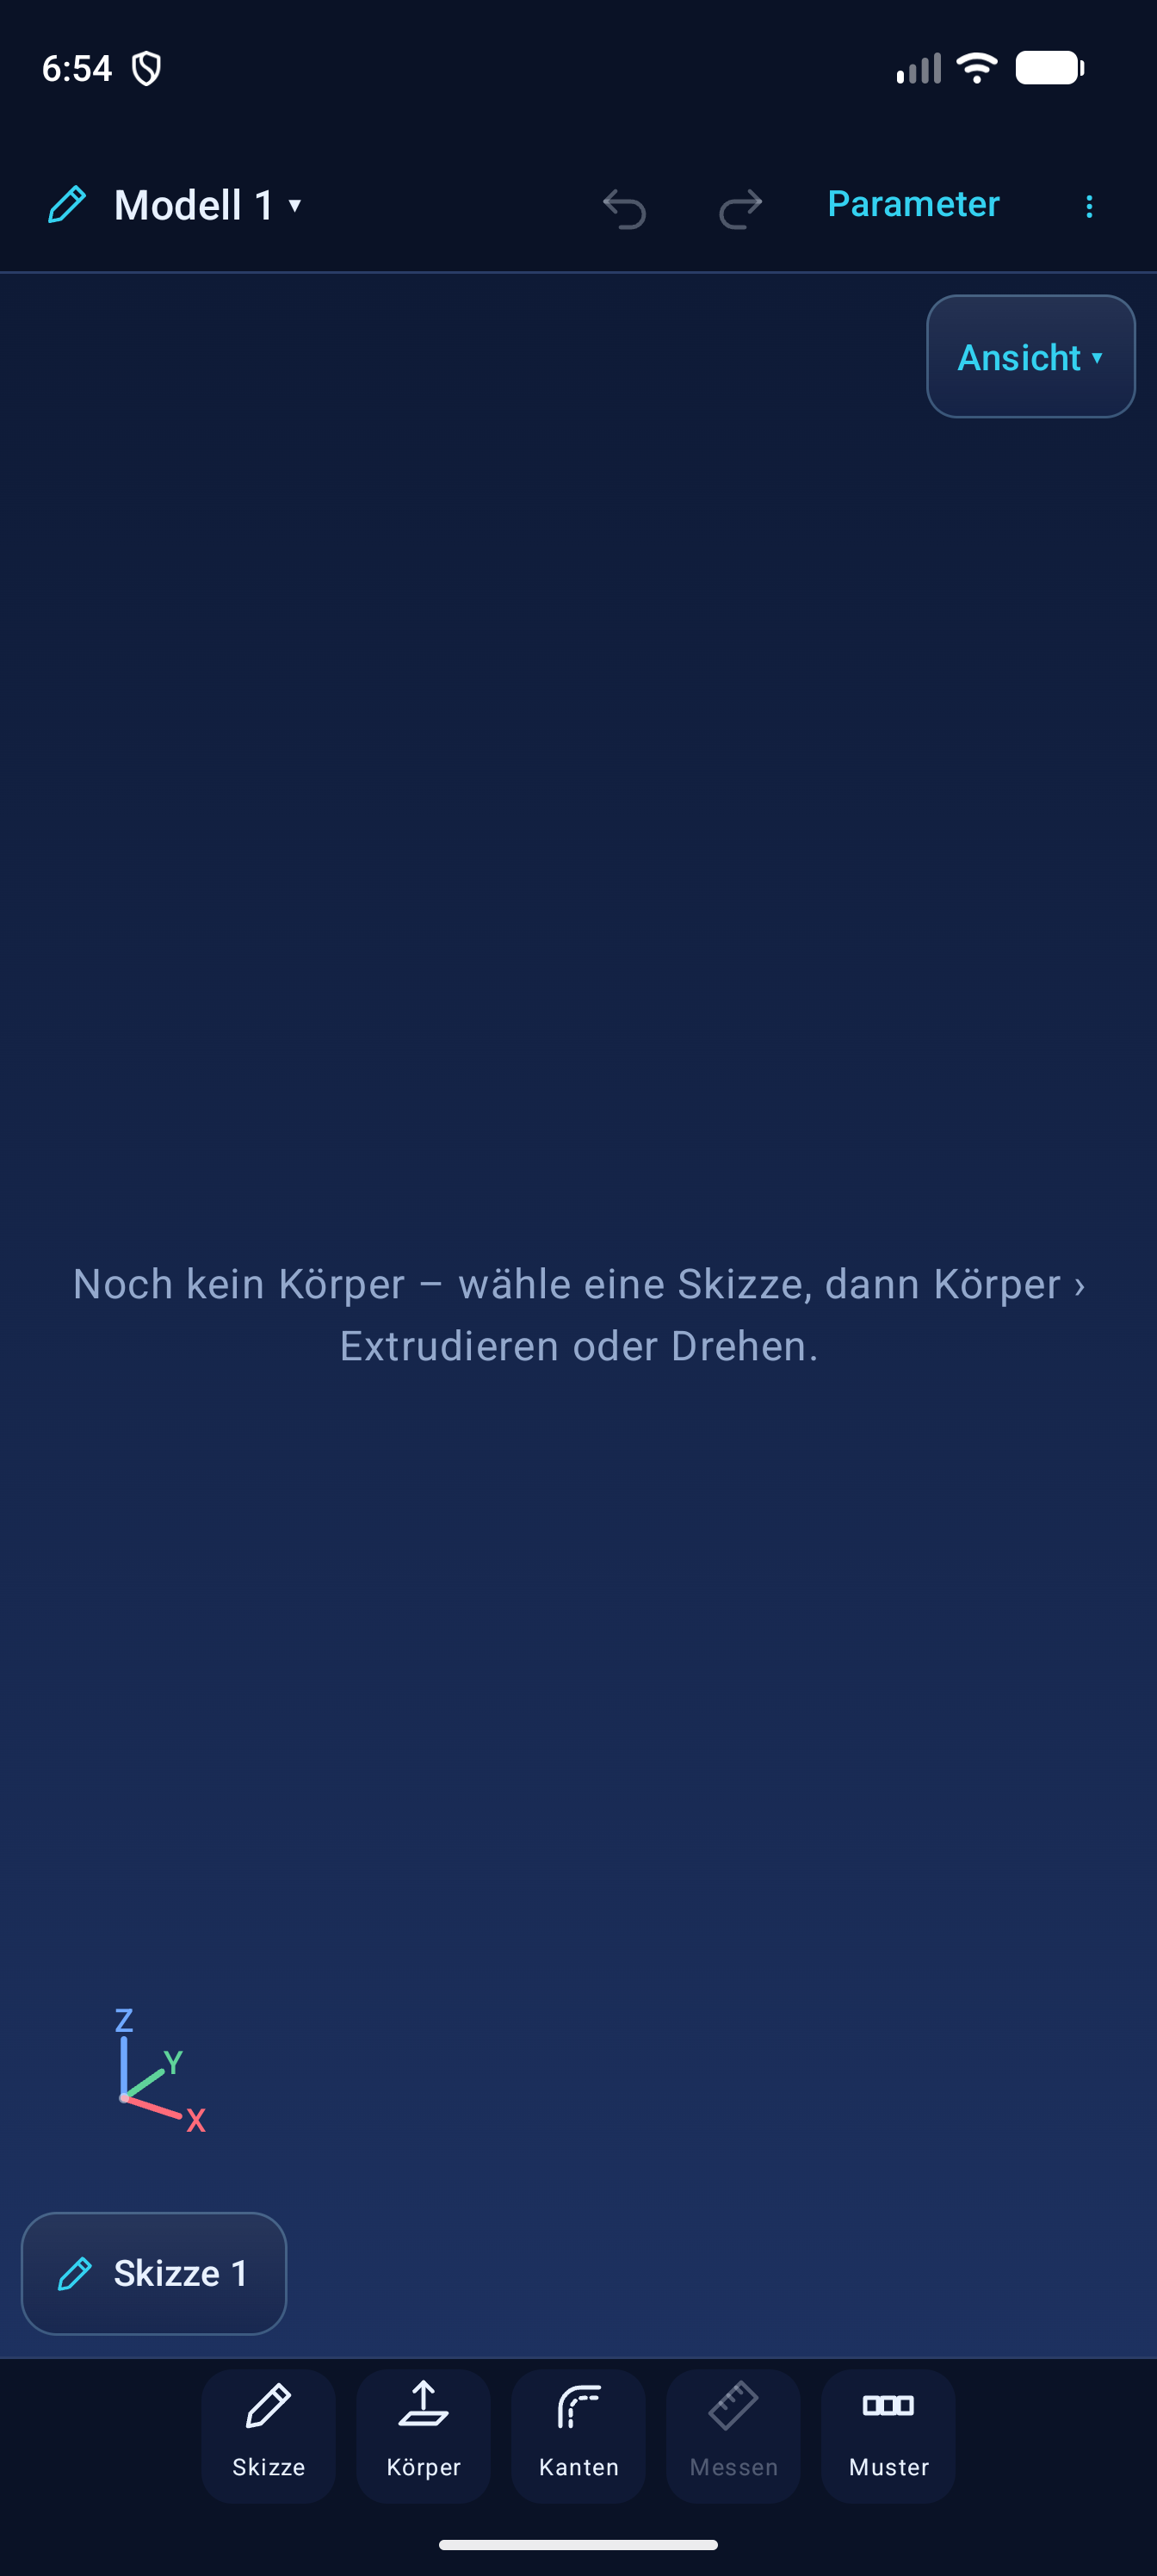 6:54
Modell 1
Parameter
Ansicht
Noch kein Körper – wähle eine Skizze, dann Körper ›
Extrudieren oder Drehen.
Z
Y
X
Skizze 1
Skizze
Körper
Kanten
Messen
Muster